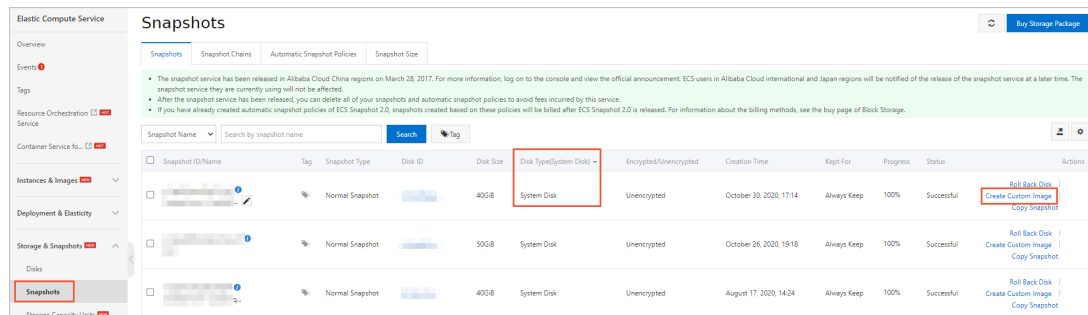 Elastic Compute Service
Overview
Events 1
Tags
Resource Orchestration HOT
Service
Container Service fo... HOT
Instances & Images NEW
Deployment & Elasticity
Storage & Snapshots NEW
Disks
Snapshots
Storage Capacity Units
Snapshots
Buy Storage Package
Snapshots Snapshot Chains Automatic Snapshot Policies Snapshot Size
• The snapshot service has been released in Alibaba Cloud China regions on March 28, 2017. For more information, log on to the console and view the official announcement. ECS users in Alibaba Cloud international and Japan regions will be notified of the release of the snapshot service at a later time. The
snapshot service they are currently using will not be affected.
• After the snapshot service has been released, you can delete all of your snapshots and automatic snapshot policies to avoid fees incurred by this service.
• If you have already created automatic snapshot policies of ECS Snapshot 2.0, snapshots created based on these policies will be billed after ECS Snapshot 2.0 is released. For information about the billing methods, see the buy page of Block Storage.
Snapshot Name Search by snapshot name Search Tag
Snapshot ID/Name Tag Snapshot Type Disk ID Disk Size Disk Type(System Disk) Encrypted/Unencrypted Creation Time Kept For Progress Status Actions
Normal Snapshot 40GiB System Disk Unencrypted October 30, 2020, 17:14 Always Keep 100% Successful
Roll Back Disk
Create Custom Image
Copy Snapshot
Normal Snapshot 50GiB System Disk Unencrypted October 26, 2020, 19:18 Always Keep 100% Successful
Roll Back Disk
Create Custom Image
Copy Snapshot
Normal Snapshot 40GiB System Disk Unencrypted August 17, 2020, 14:24 Always Keep 100% Successful
Roll Back Disk
Create Custom Image
Copy Snapshot